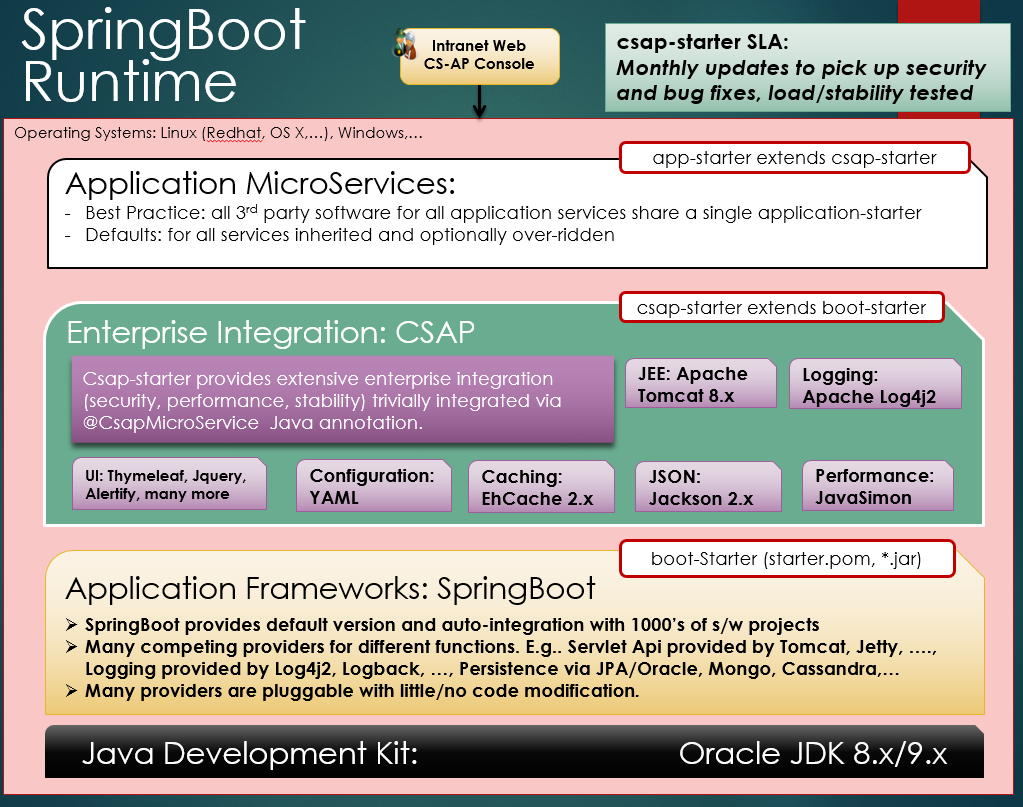 SpringBoot
Runtime
Intranet Web
CS-AP Console
csap-starter SLA:
Monthly updates to pick up security
and bug fixes, load/stability tested
Operating Systems: Linux (Redhat, OS X,…), Windows,…
app-starter extends csap-starter
Application MicroServices:
- Best Practice: all 3rd party software for all application services share a single application-starter
- Defaults: for all services inherited and optionally over-ridden
csap-starter extends boot-starter
Enterprise Integration: CSAP
Csap-starter provides extensive enterprise integration
(security, performance, stability) trivially integrated via
@CsapMicroService Java annotation.
JEE: Apache
Tomcat 8.x
Logging:
Apache Log4j2
UI: Thymeleaf, Jquery,
Alertify, many more
Configuration:
YAML
Caching:
EhCache 2.x
JSON:
Jackson 2.x
Performance:
JavaSimon
boot-Starter (starter.pom, *.jar)
Application Frameworks: SpringBoot
➢ SpringBoot provides default version and auto-integration with 1000’s of s/w projects
➢ Many competing providers for different functions. E.g.. Servlet Api provided by Tomcat, Jetty, ….,
Logging provided by Log4j2, Logback, …, Persistence via JPA/Oracle, Mongo, Cassandra,…
➢ Many providers are pluggable with little/no code modification.
Java Development Kit: Oracle JDK 8.x/9.x